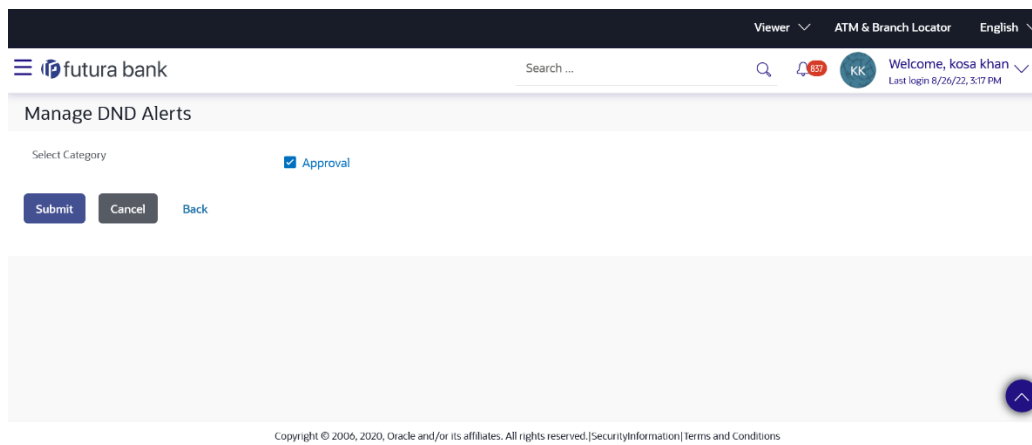 Viewer ATM & Branch Locator English
futura bank Search ... 837 KK Welcome, kosa khan
Last login 8/26/22, 3:17 PM
Manage DND Alerts
Select Category Approval
Submit Cancel Back
Copyright © 2006, 2020, Oracle and/or its affiliates. All rights reserved.|SecurityInformation|Terms and Conditions